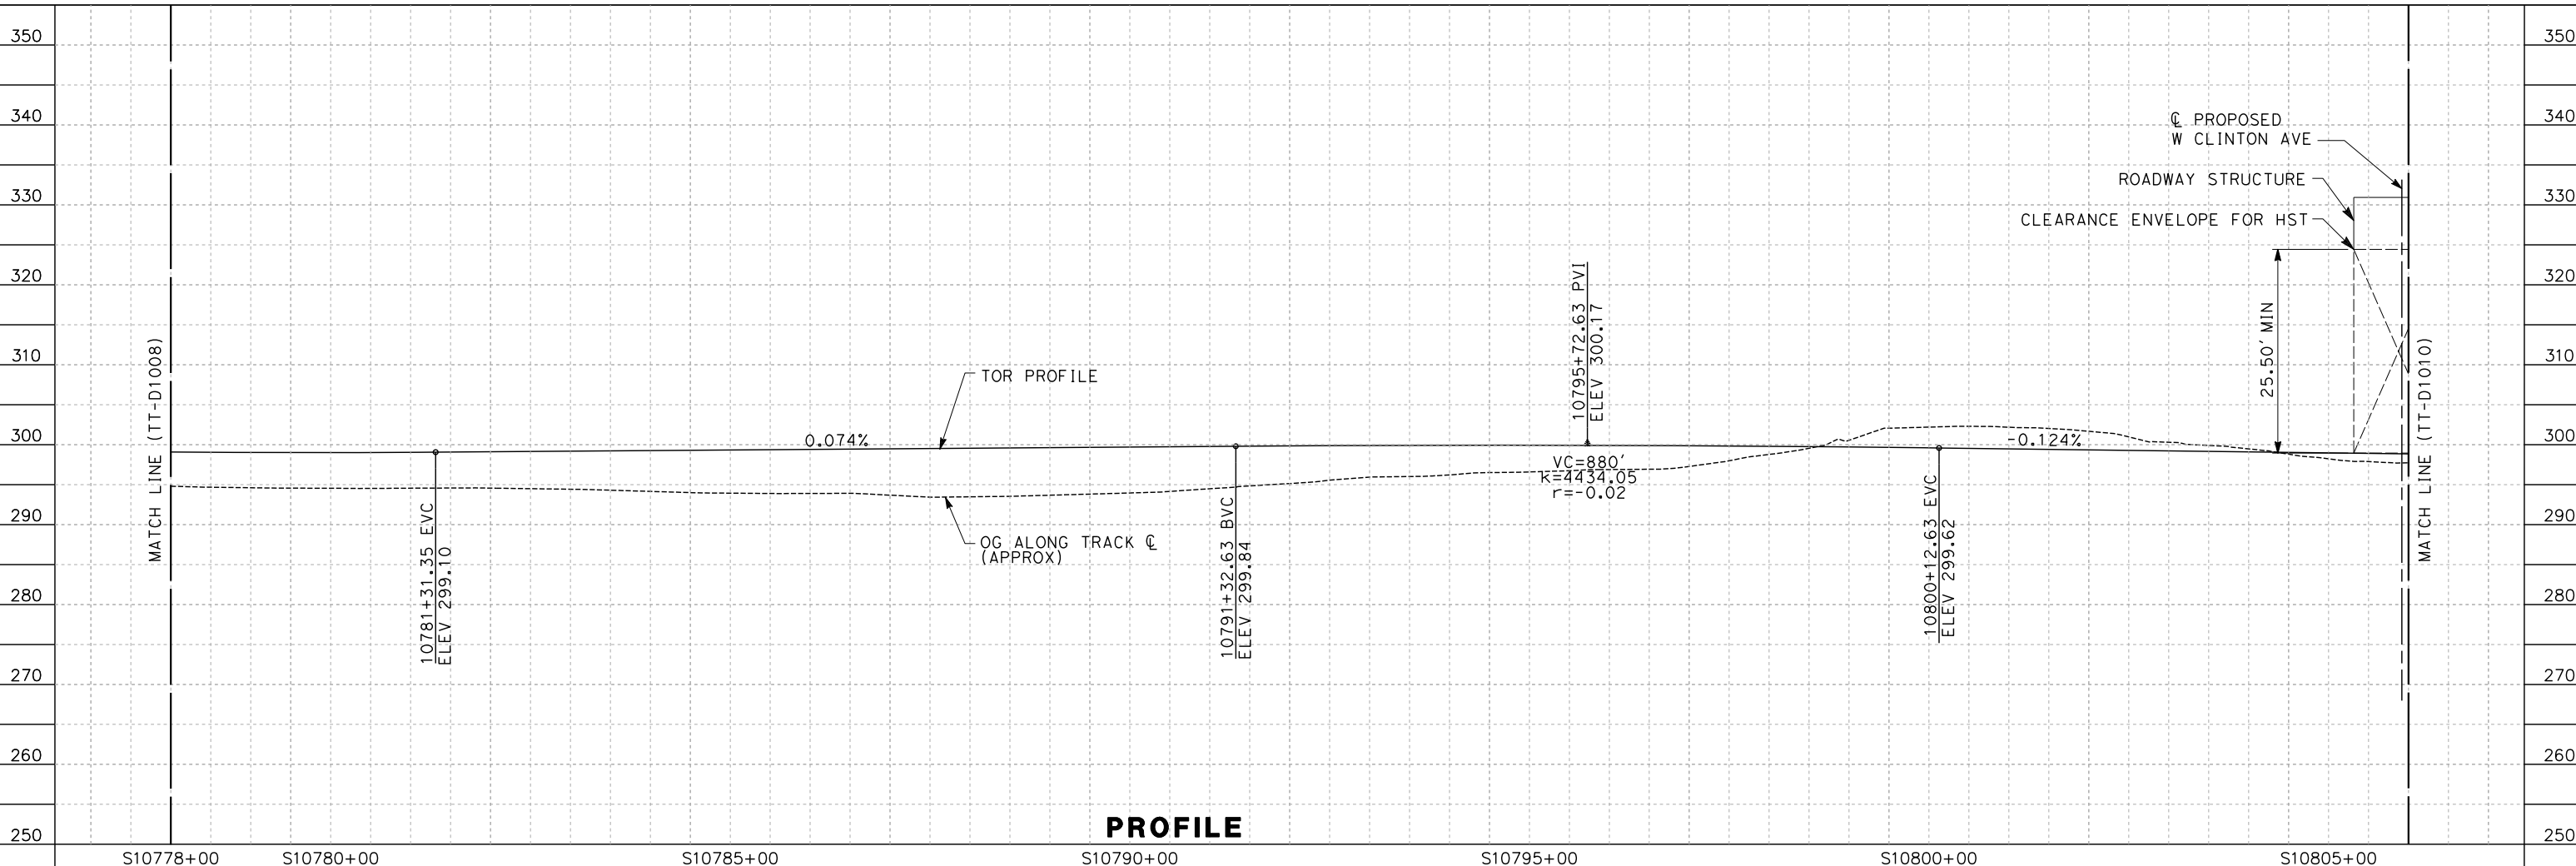 350
340
330
320
310
300
290
280
270
260
250
350
340
330
320
310
300
290
280
270
260
250
MATCH LINE (TT-D1008)
10781+31.35 EVC
ELEV 299.10
0.074%
TOR PROFILE
OG ALONG TRACK ℄
(APPROX)
10791+32.63 BVC
ELEV 299.84
10795+72.63 PVI
ELEV 300.17
VC=880'
K=4434.05
r=-0.02
10800+12.63 EVC
ELEV 299.62
-0.124%
℄ PROPOSED
W CLINTON AVE
ROADWAY STRUCTURE
CLEARANCE ENVELOPE FOR HST
25.50' MIN
MATCH LINE (TT-D1010)
PROFILE
S10778+00 S10780+00 S10785+00 S10790+00 S10795+00 S10800+00 S10805+00